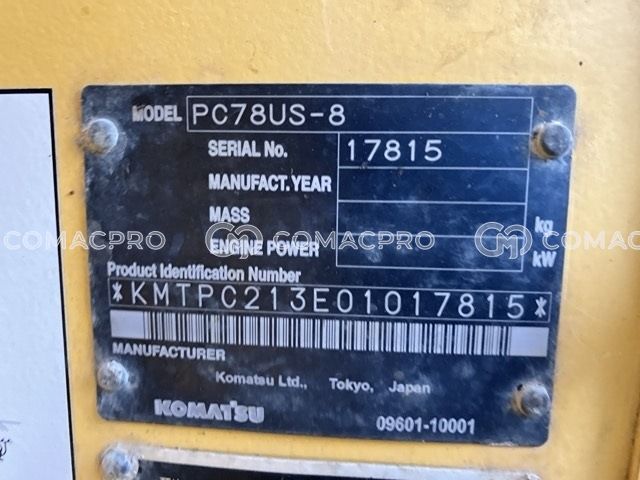 MODEL PC78US-8
SERIAL No. 17815
MANUFACT.YEAR
MASS kg
COMACPRO COMACPRO COMACPRO
ENGINE POWER kW
Product Identification Number
*KMTPC213E01017815*
MANUFACTURER
Komatsu Ltd., Tokyo, Japan
KOMATSU 09601-10001